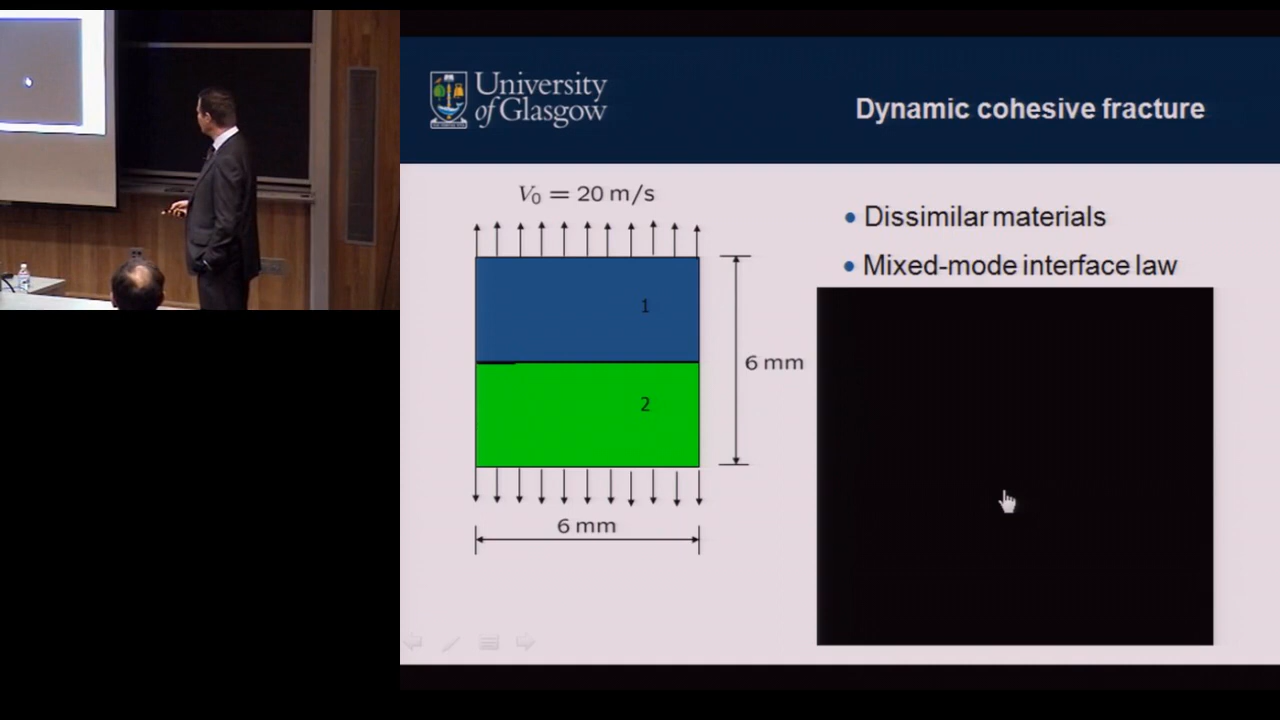 University
of Glasgow
Dynamic cohesive fracture
V₀ = 20 m/s
• Dissimilar materials
• Mixed-mode interface law
1
6 mm
2
6 mm